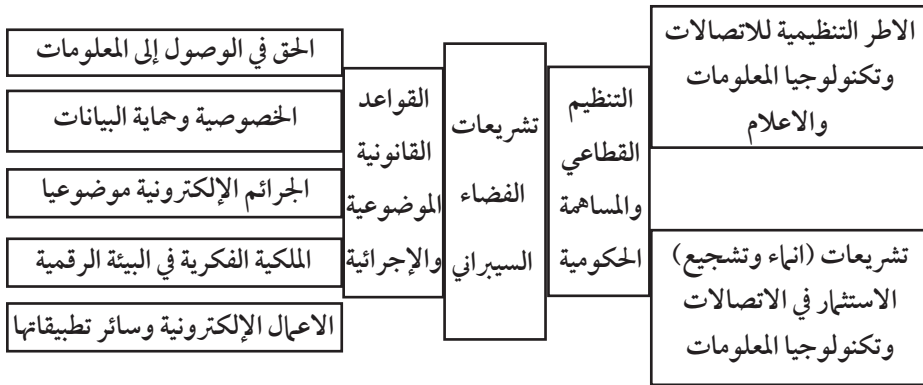 الاطر التنظيمية للاتصالات
وتكنولوجيا المعلومات
والاعلام
تشريعات (انماء وتشجيع)
الاستثمار في الاتصالات
وتكنولوجيا المعلومات
التنظيم
القطاعي
والمساهمة
الحكومية
تشريعات
الفضاء
السيبراني
القواعد
القانونية
الموضوعية
والإجرائية
الحق في الوصول إلى المعلومات
الخصوصية وحماية البيانات
الجرائم الإلكترونية موضوعيا
الملكية الفكرية في البيئة الرقمية
الاعمال الإلكترونية وسائر تطبيقاتها